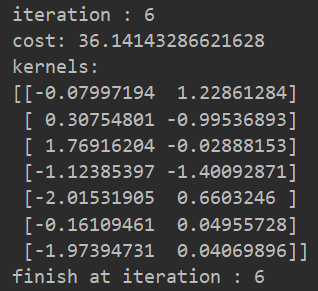 iteration : 6
cost: 36.14143286621628
kernels:
[[-0.07997194  1.22861284]
 [ 0.30754801 -0.99536893]
 [ 1.76916204 -0.02888153]
 [-1.12385397 -1.40092871]
 [-2.01531905  0.6603246 ]
 [-0.16109461  0.04955728]
 [-1.97394731  0.04069896]]
finish at iteration : 6